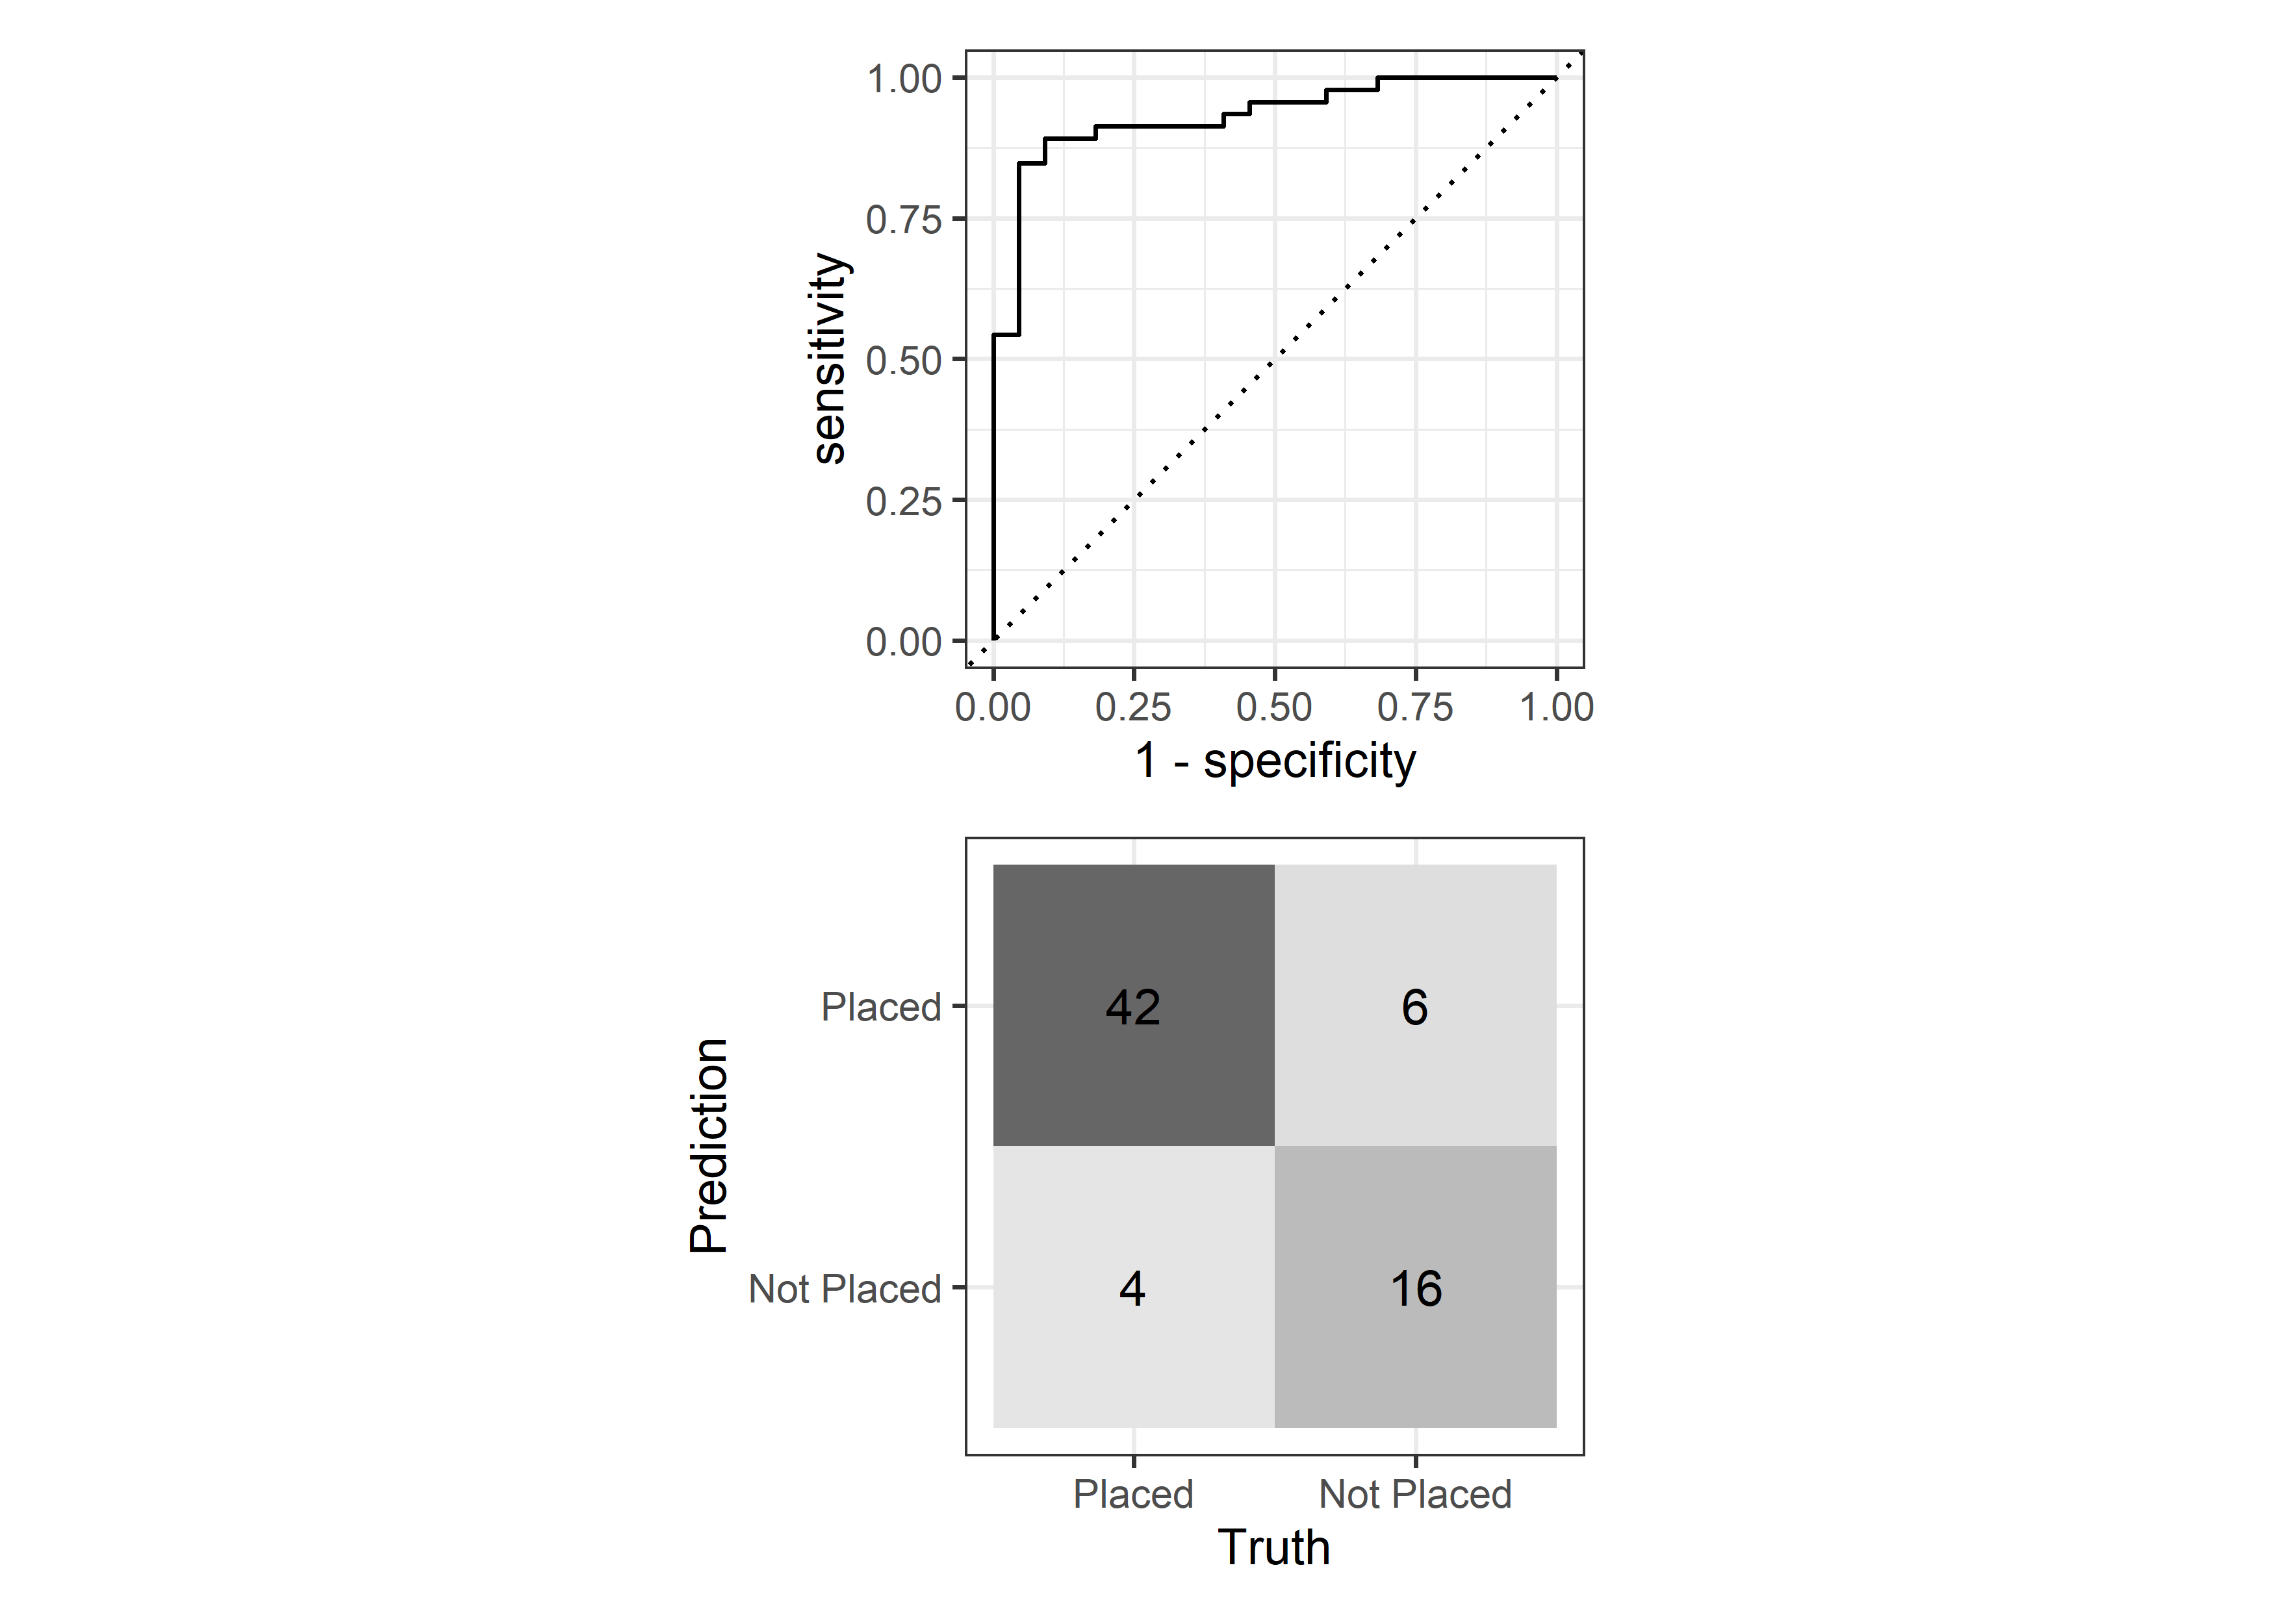 1.00
0.75
0.50
0.25
0.00
sensitivity
0.00 0.25 0.50 0.75 1.00
1 - specificity
Placed
42 6
Prediction
Not Placed
4 16
Placed Not Placed
Truth